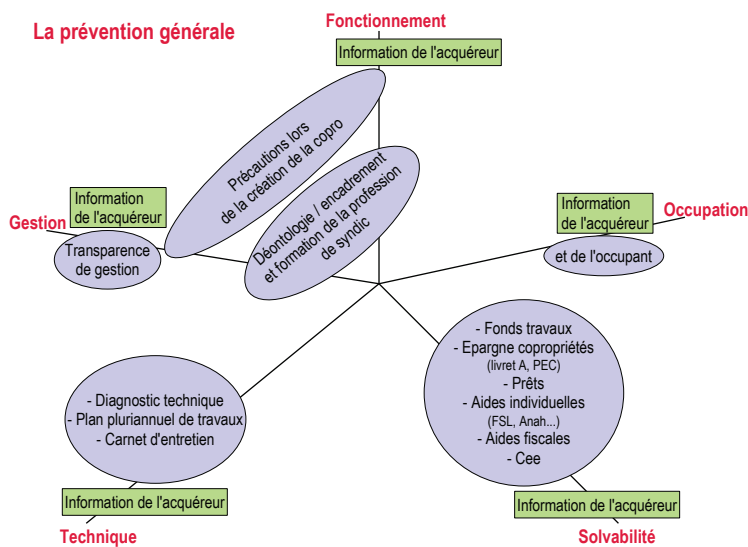 La prévention générale
Fonctionnement
Information de l'acquéreur
Précautions lors
de la création de la copro
Déontologie / encadrement
et formation de la profession
de syndic
Information
de l'acquéreur
Gestion
Transparence
de gestion
Information
de l'acquéreur
Occupation
et de l'occupant
- Fonds travaux
- Epargne copropriétés
(livret A, PEC)
- Prêts
- Aides individuelles
(FSL, Anah...)
- Aides fiscales
- Cee
Information de l'acquéreur
Solvabilité
- Diagnostic technique
- Plan pluriannuel de travaux
- Carnet d'entretien
Information de l'acquéreur
Technique